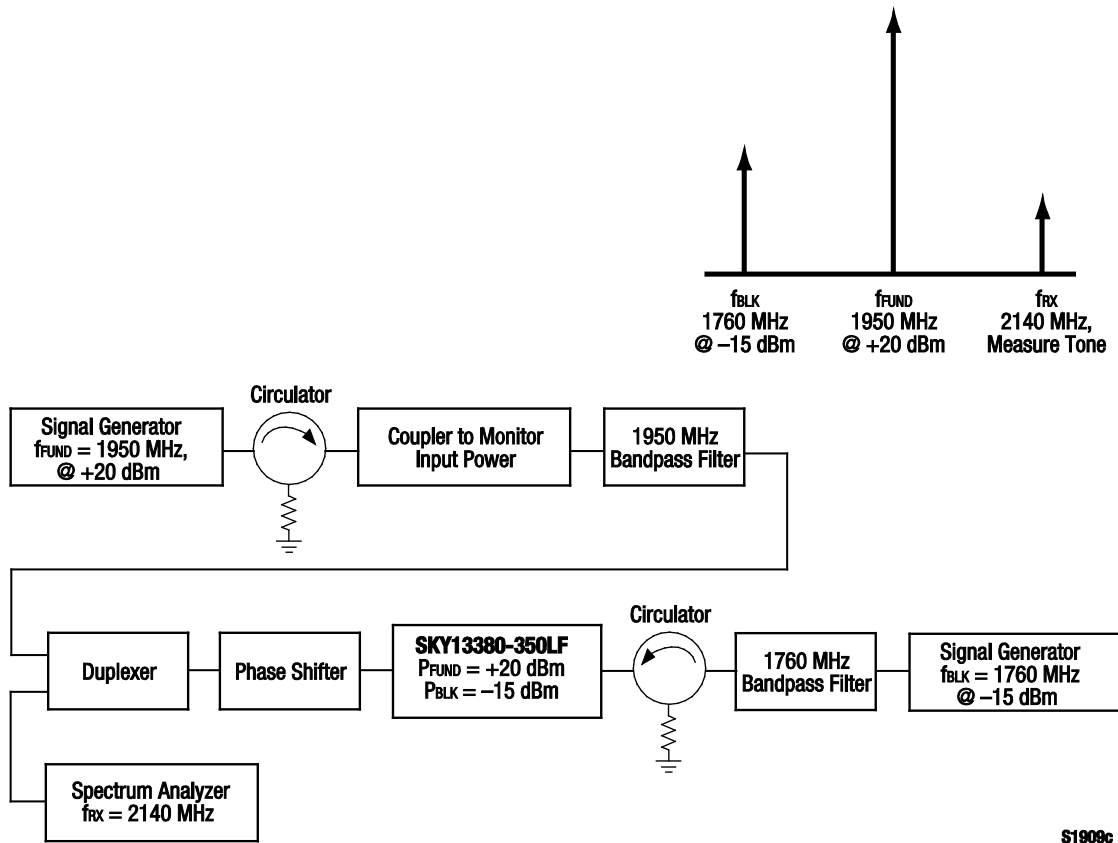 fBLK
1760 MHz
@ –15 dBm
fFUND
1950 MHz
@ +20 dBm
fRX
2140 MHz,
Measure Tone
Signal Generator
fFUND = 1950 MHz,
@ +20 dBm
Circulator
Coupler to Monitor
Input Power
1950 MHz
Bandpass Filter
Duplexer
Phase Shifter
SKY13380-350LF
PFUND = +20 dBm
PBLK = –15 dBm
Circulator
1760 MHz
Bandpass Filter
Signal Generator
fBLK = 1760 MHz
@ –15 dBm
Spectrum Analyzer
fRX = 2140 MHz
S1909c